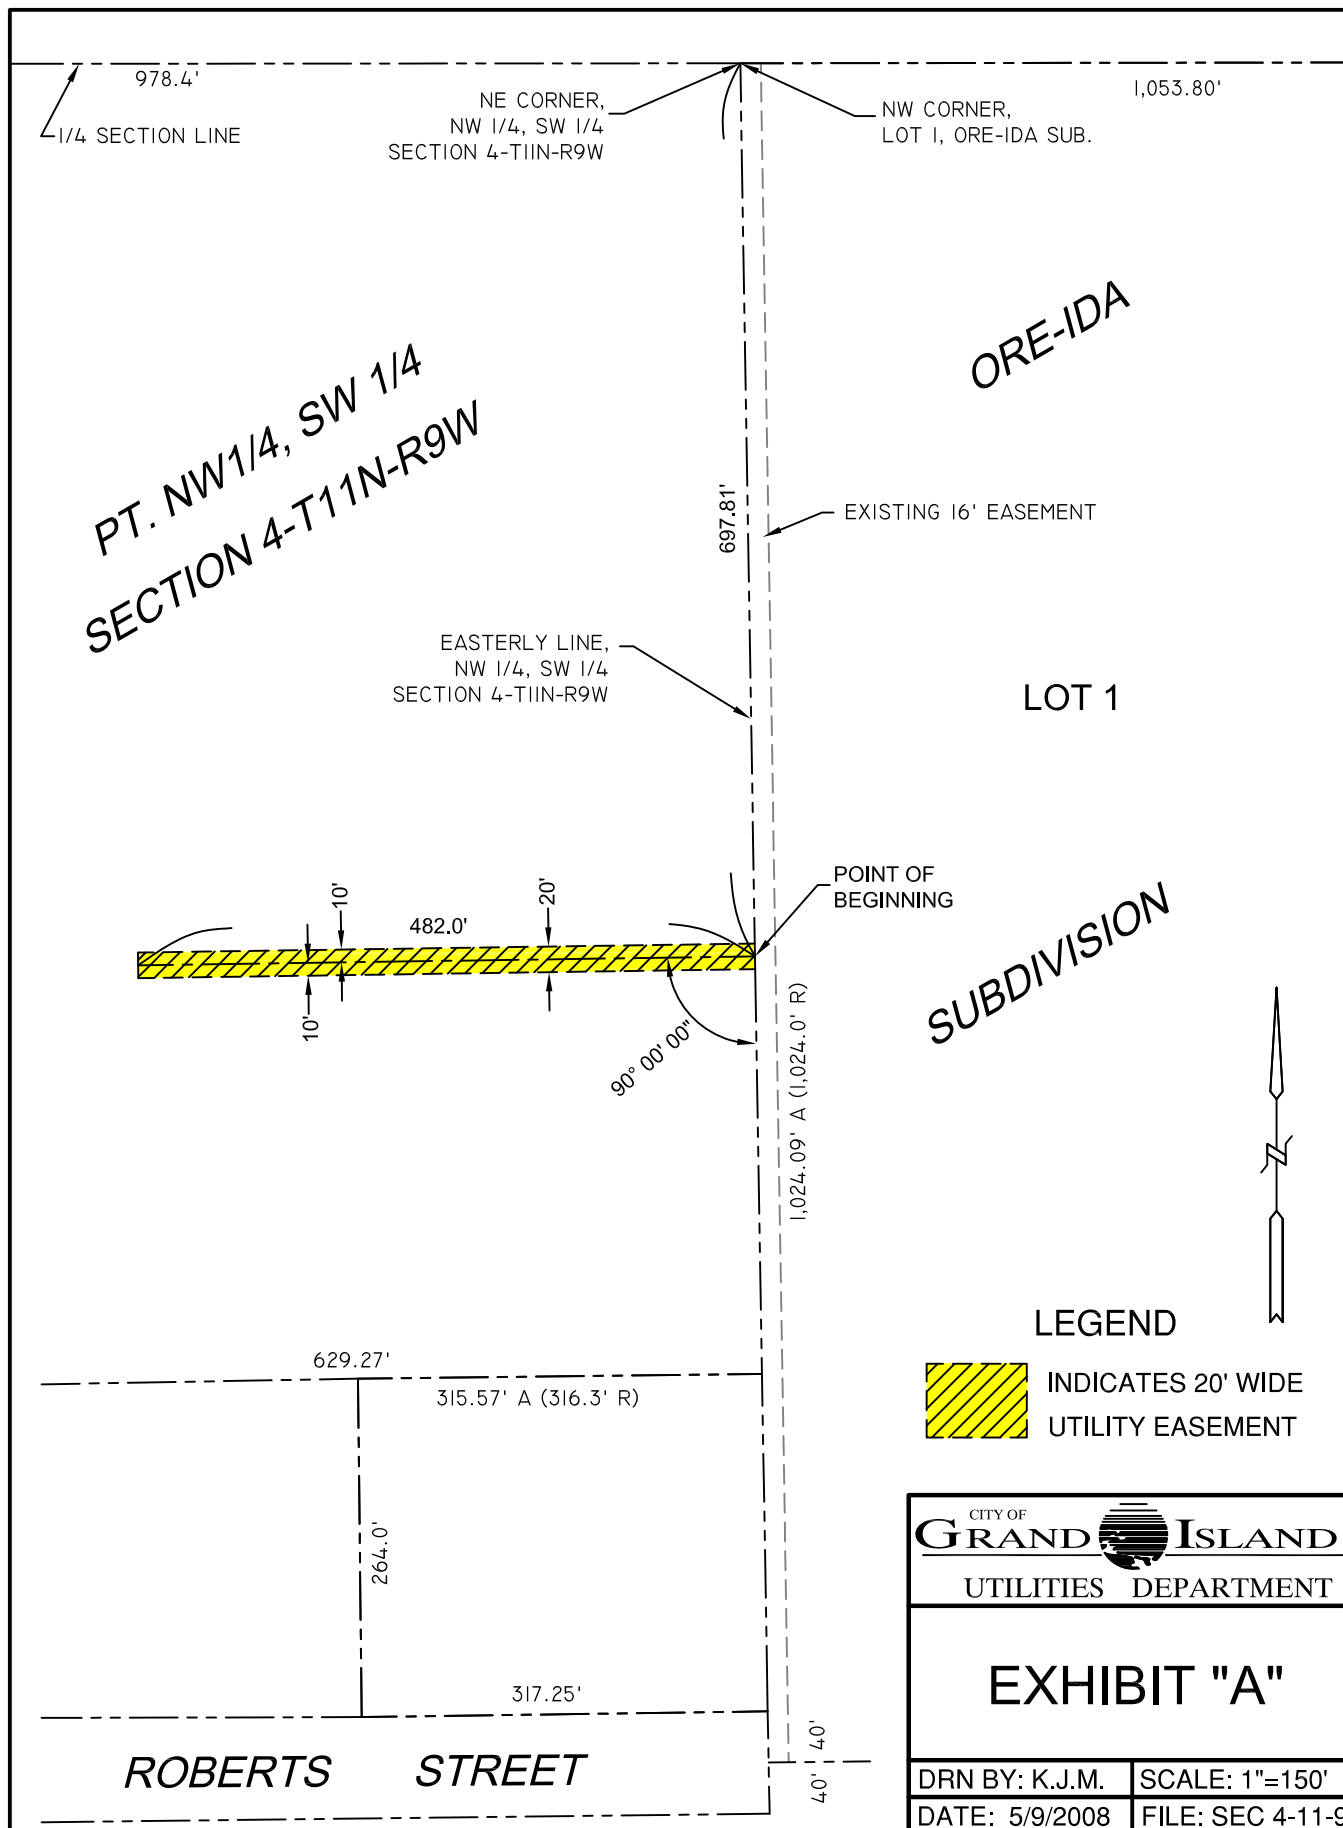 978.4'
1/4 SECTION LINE
NE CORNER,
NW 1/4, SW 1/4
SECTION 4-T11N-R9W
NW CORNER,
LOT 1, ORE-IDA SUB.
1,053.80'
PT. NW1/4, SW 1/4
SECTION 4-T11N-R9W
ORE-IDA
697.81'
EXISTING 16' EASEMENT
EASTERLY LINE,
NW 1/4, SW 1/4
SECTION 4-T11N-R9W
LOT 1
POINT OF
BEGINNING
10'
482.0'
20'
10'
90° 00' 00"
SUBDIVISION
1,024.09' A (1,024.0' R)
N
LEGEND
INDICATES 20' WIDE
UTILITY EASEMENT
629.27'
315.57' A (316.3' R)
264.0'
317.25'
ROBERTS STREET
40' 40'
CITY OF
GRAND ISLAND
UTILITIES DEPARTMENT
EXHIBIT "A"
DRN BY: K.J.M.
SCALE: 1"=150'
DATE: 5/9/2008
FILE: SEC 4-11-9